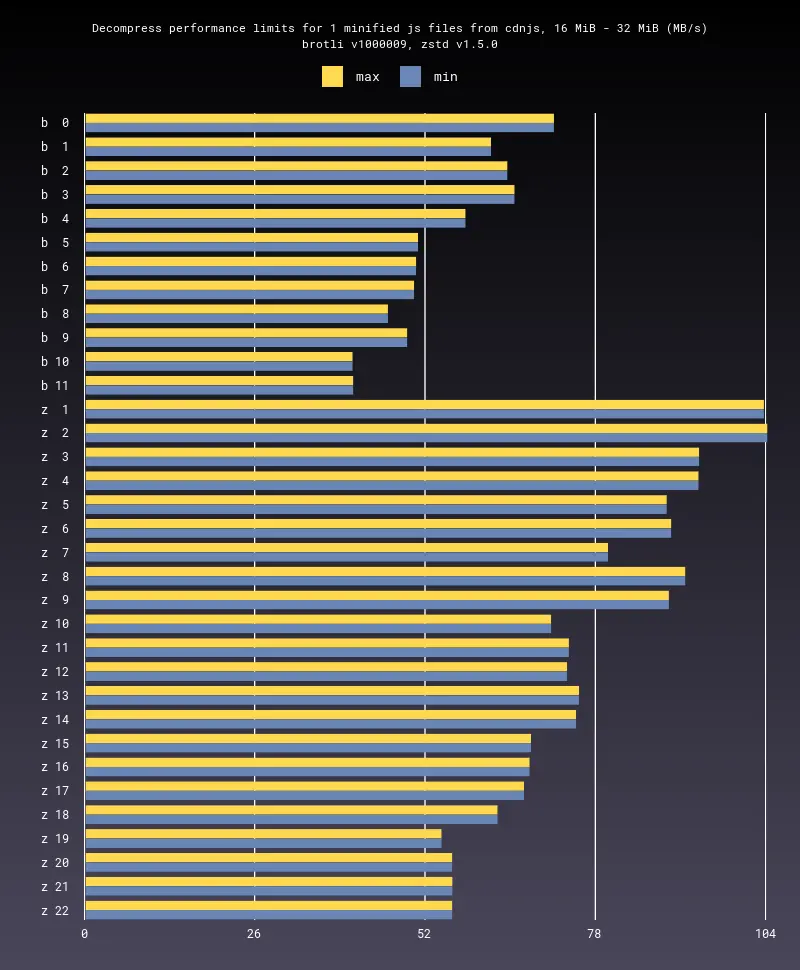 Decompress performance limits for 1 minified js files from cdnjs, 16 MiB - 32 MiB (MB/s)
brotli v1000009, zstd v1.5.0
max min
b 0
b 1
b 2
b 3
b 4
b 5
b 6
b 7
b 8
b 9
b 10
b 11
z 1
z 2
z 3
z 4
z 5
z 6
z 7
z 8
z 9
z 10
z 11
z 12
z 13
z 14
z 15
z 16
z 17
z 18
z 19
z 20
z 21
z 22
0 26 52 78 104